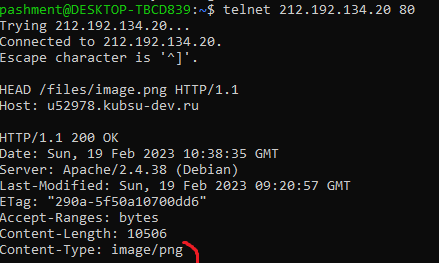 pashment@DESKTOP-TBCD839:~$ telnet 212.192.134.20 80
Trying 212.192.134.20...
Connected to 212.192.134.20.
Escape character is '^]'.
HEAD /files/image.png HTTP/1.1
Host: u52978.kubsu-dev.ru
HTTP/1.1 200 OK
Date: Sun, 19 Feb 2023 10:38:35 GMT
Server: Apache/2.4.38 (Debian)
Last-Modified: Sun, 19 Feb 2023 09:20:57 GMT
ETag: "290a-5f50a10700dd6"
Accept-Ranges: bytes
Content-Length: 10506
Content-Type: image/png